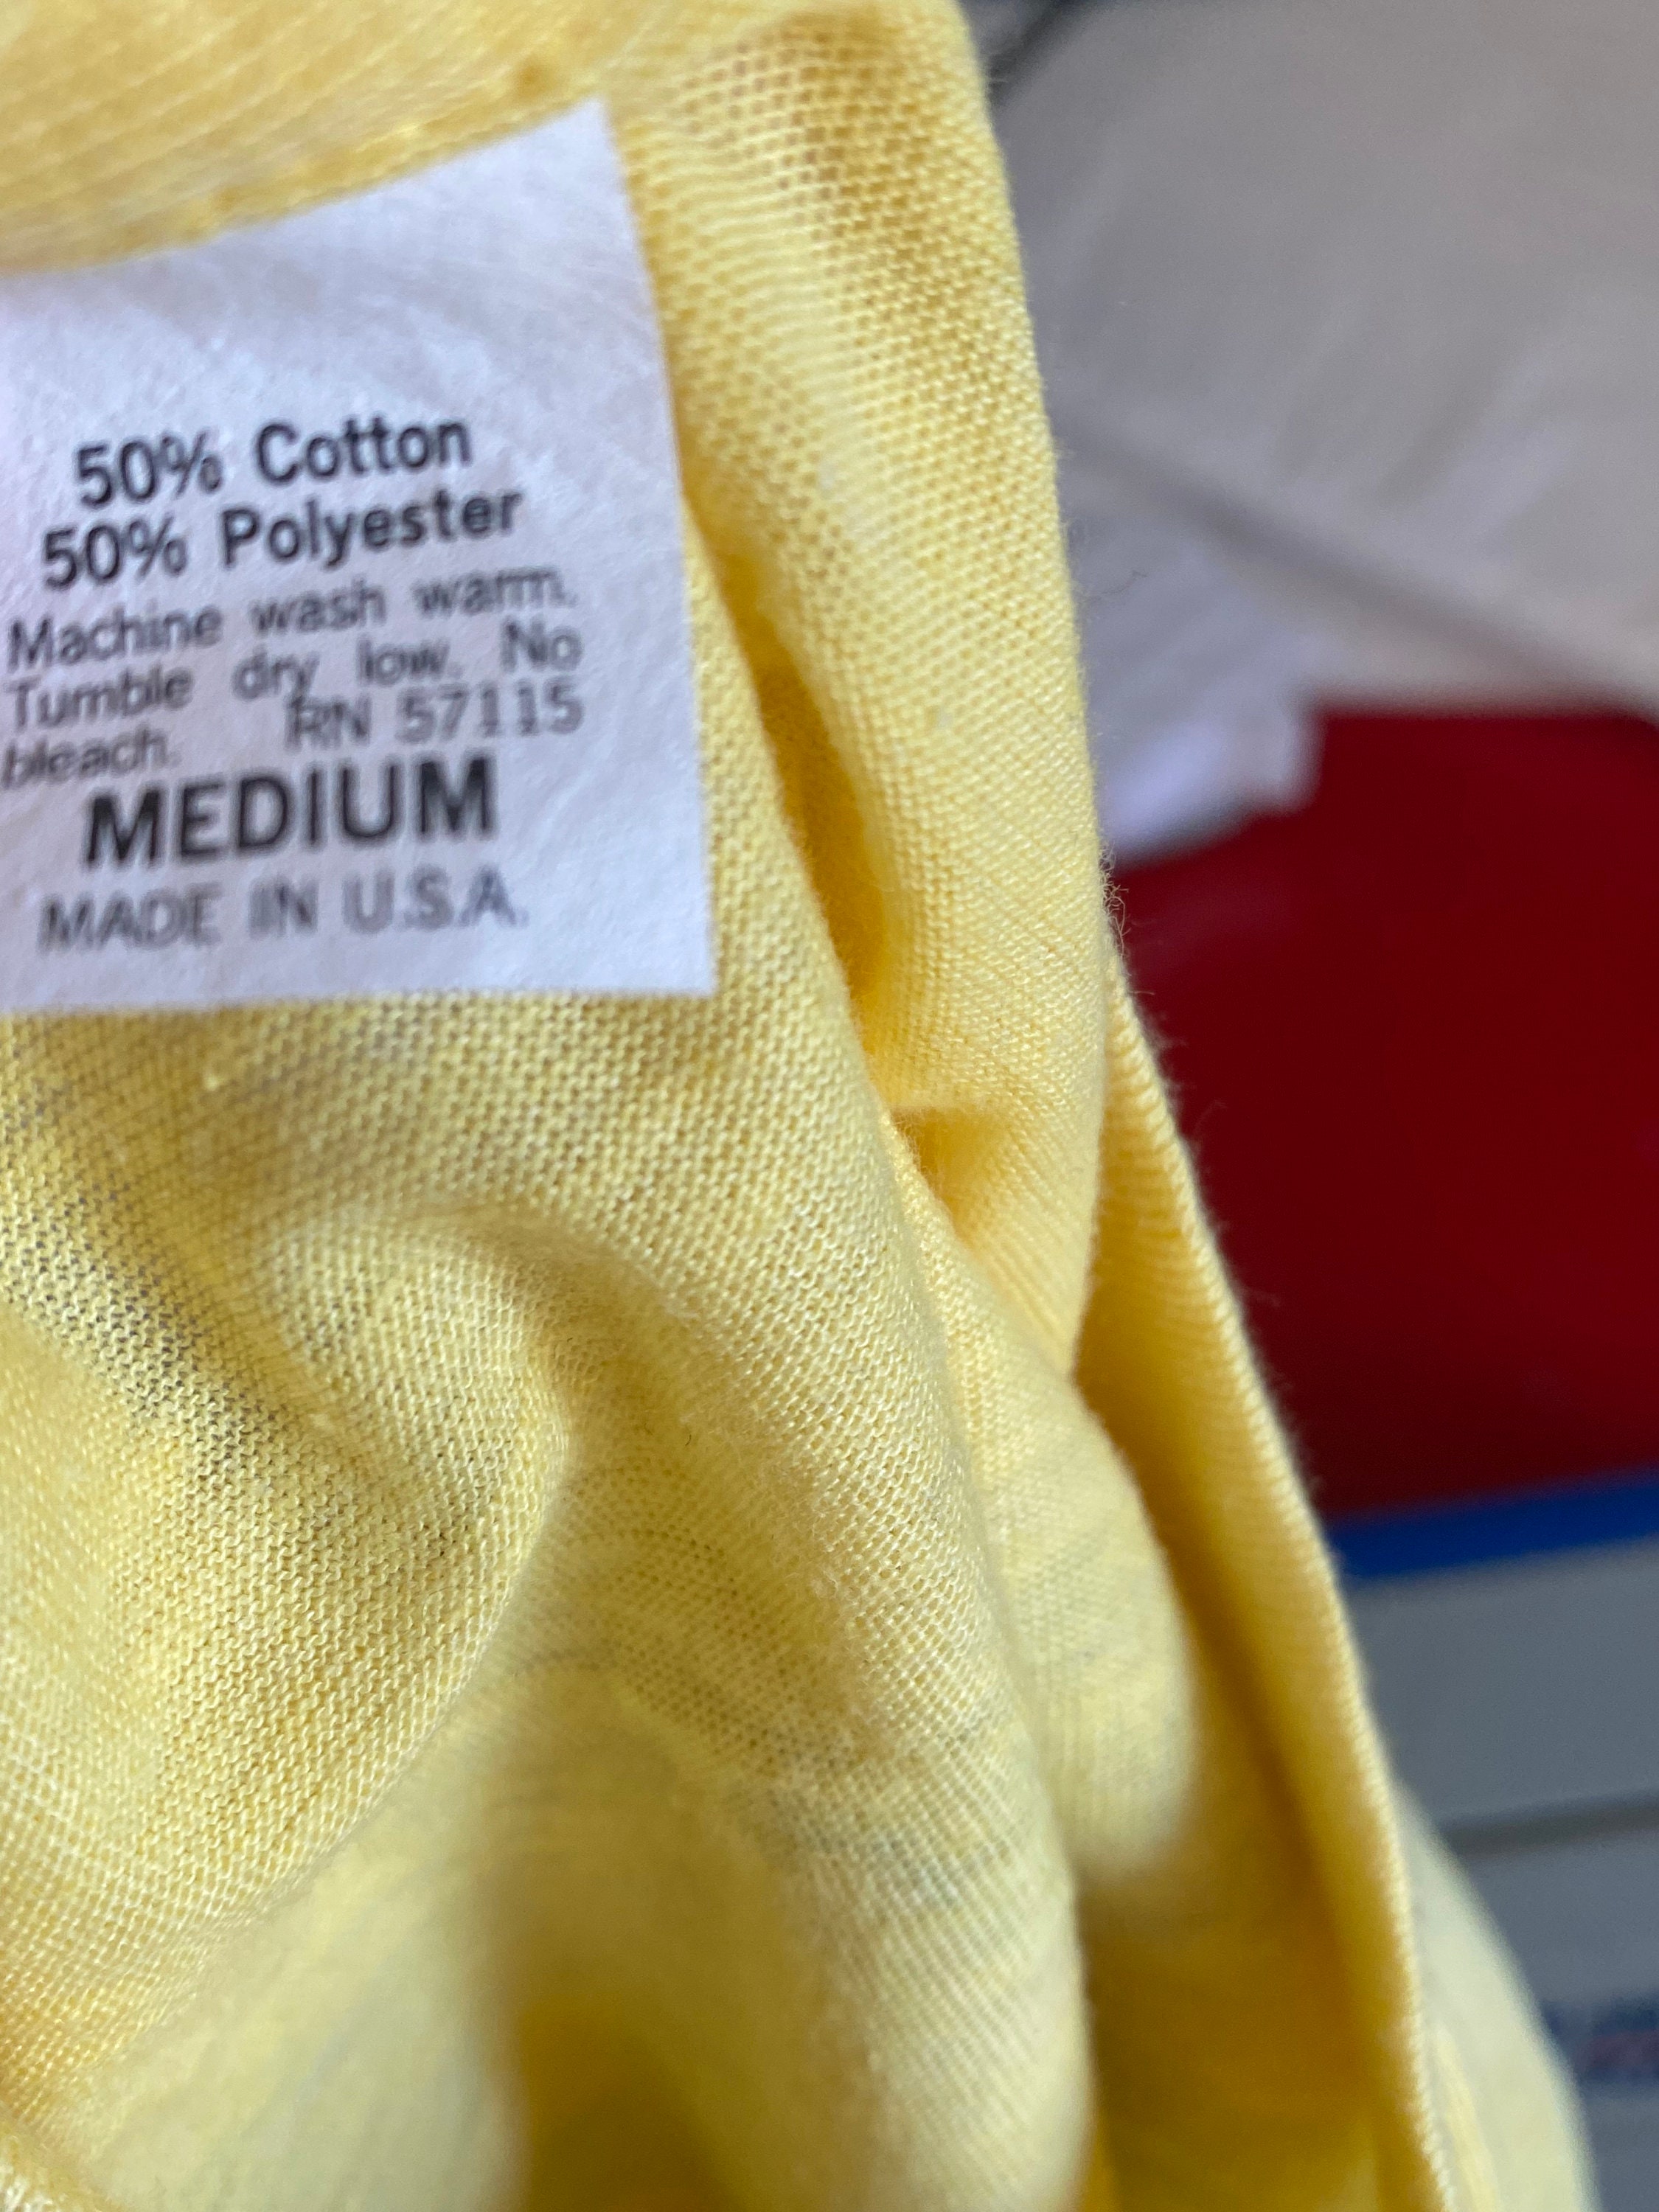 50% Cotton
50% Polyester
Machine wash warm.
Tumble dry low. No
bleach. RN 57115
MEDIUM
MADE IN U.S.A.